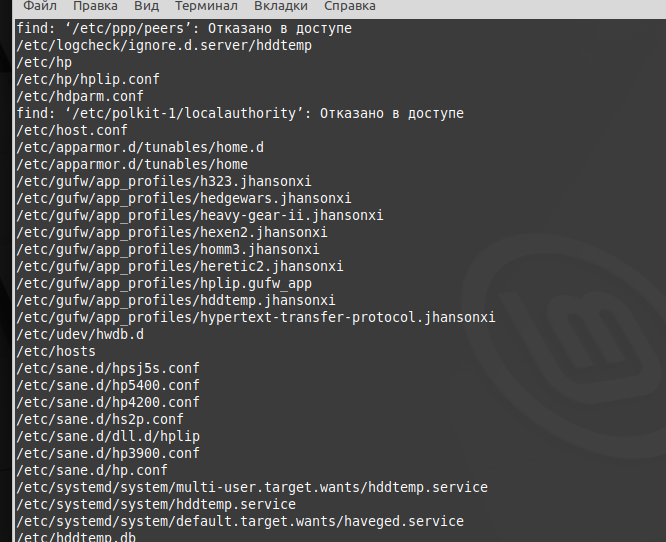 Файл Правка Вид Терминал Вкладки Справка
find: ‘/etc/ppp/peers’: Отказано в доступе
/etc/logcheck/ignore.d.server/hddtemp
/etc/hp
/etc/hp/hplip.conf
/etc/hdparm.conf
find: ‘/etc/polkit-1/localauthority’: Отказано в доступе
/etc/host.conf
/etc/apparmor.d/tunables/home.d
/etc/apparmor.d/tunables/home
/etc/gufw/app_profiles/h323.jhansonxi
/etc/gufw/app_profiles/hedgewars.jhansonxi
/etc/gufw/app_profiles/heavy-gear-ii.jhansonxi
/etc/gufw/app_profiles/hexen2.jhansonxi
/etc/gufw/app_profiles/homm3.jhansonxi
/etc/gufw/app_profiles/heretic2.jhansonxi
/etc/gufw/app_profiles/hplip.gufw_app
/etc/gufw/app_profiles/hddtemp.jhansonxi
/etc/gufw/app_profiles/hypertext-transfer-protocol.jhansonxi
/etc/udev/hwdb.d
/etc/hosts
/etc/sane.d/hpsj5s.conf
/etc/sane.d/hp5400.conf
/etc/sane.d/hp4200.conf
/etc/sane.d/hs2p.conf
/etc/sane.d/dll.d/hplip
/etc/sane.d/hp3900.conf
/etc/sane.d/hp.conf
/etc/systemd/system/multi-user.target.wants/hddtemp.service
/etc/systemd/system/hddtemp.service
/etc/systemd/system/default.target.wants/haveged.service
/etc/hddtemp.db